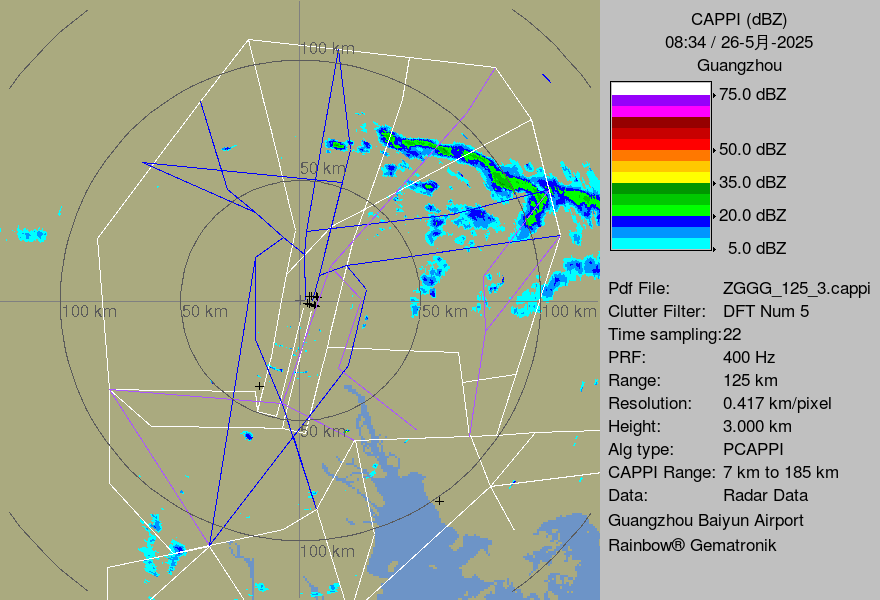 CAPPI (dBZ)
08:34 / 26-5月-2025
Guangzhou
75.0 dBZ
50.0 dBZ
35.0 dBZ
20.0 dBZ
5.0 dBZ
Pdf File: ZGGG_125_3.cappi
Clutter Filter: DFT Num 5
Time sampling:22
PRF: 400 Hz
Range: 125 km
Resolution: 0.417 km/pixel
Height: 3.000 km
Alg type: PCAPPI
CAPPI Range: 7 km to 185 km
Data: Radar Data
Guangzhou Baiyun Airport
Rainbow® Gematronik
100 km
50 km
100 km 50 km 50 km 100 km
50 km
100 km